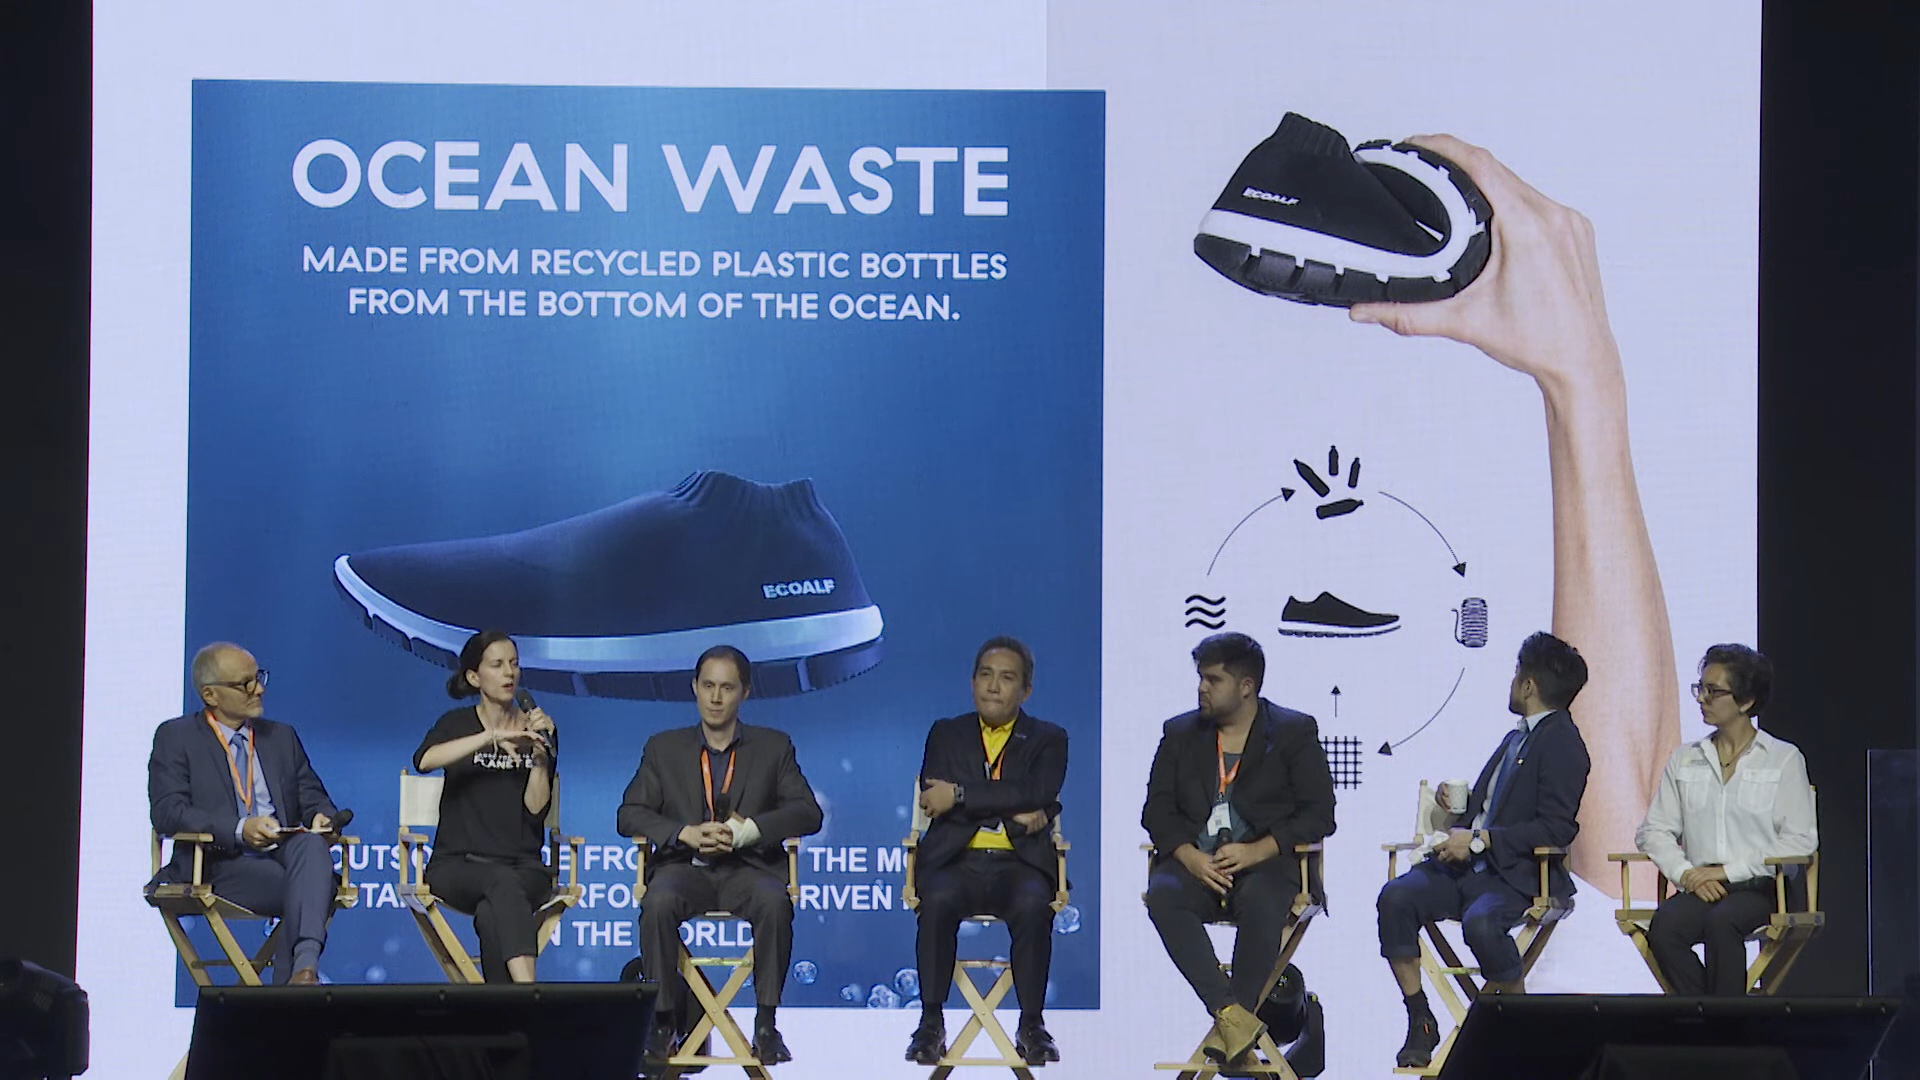 OCEAN WASTE
MADE FROM RECYCLED PLASTIC BOTTLES
FROM THE BOTTOM OF THE OCEAN.
ECOALF
ECOALF
THE
IN THE WORLD